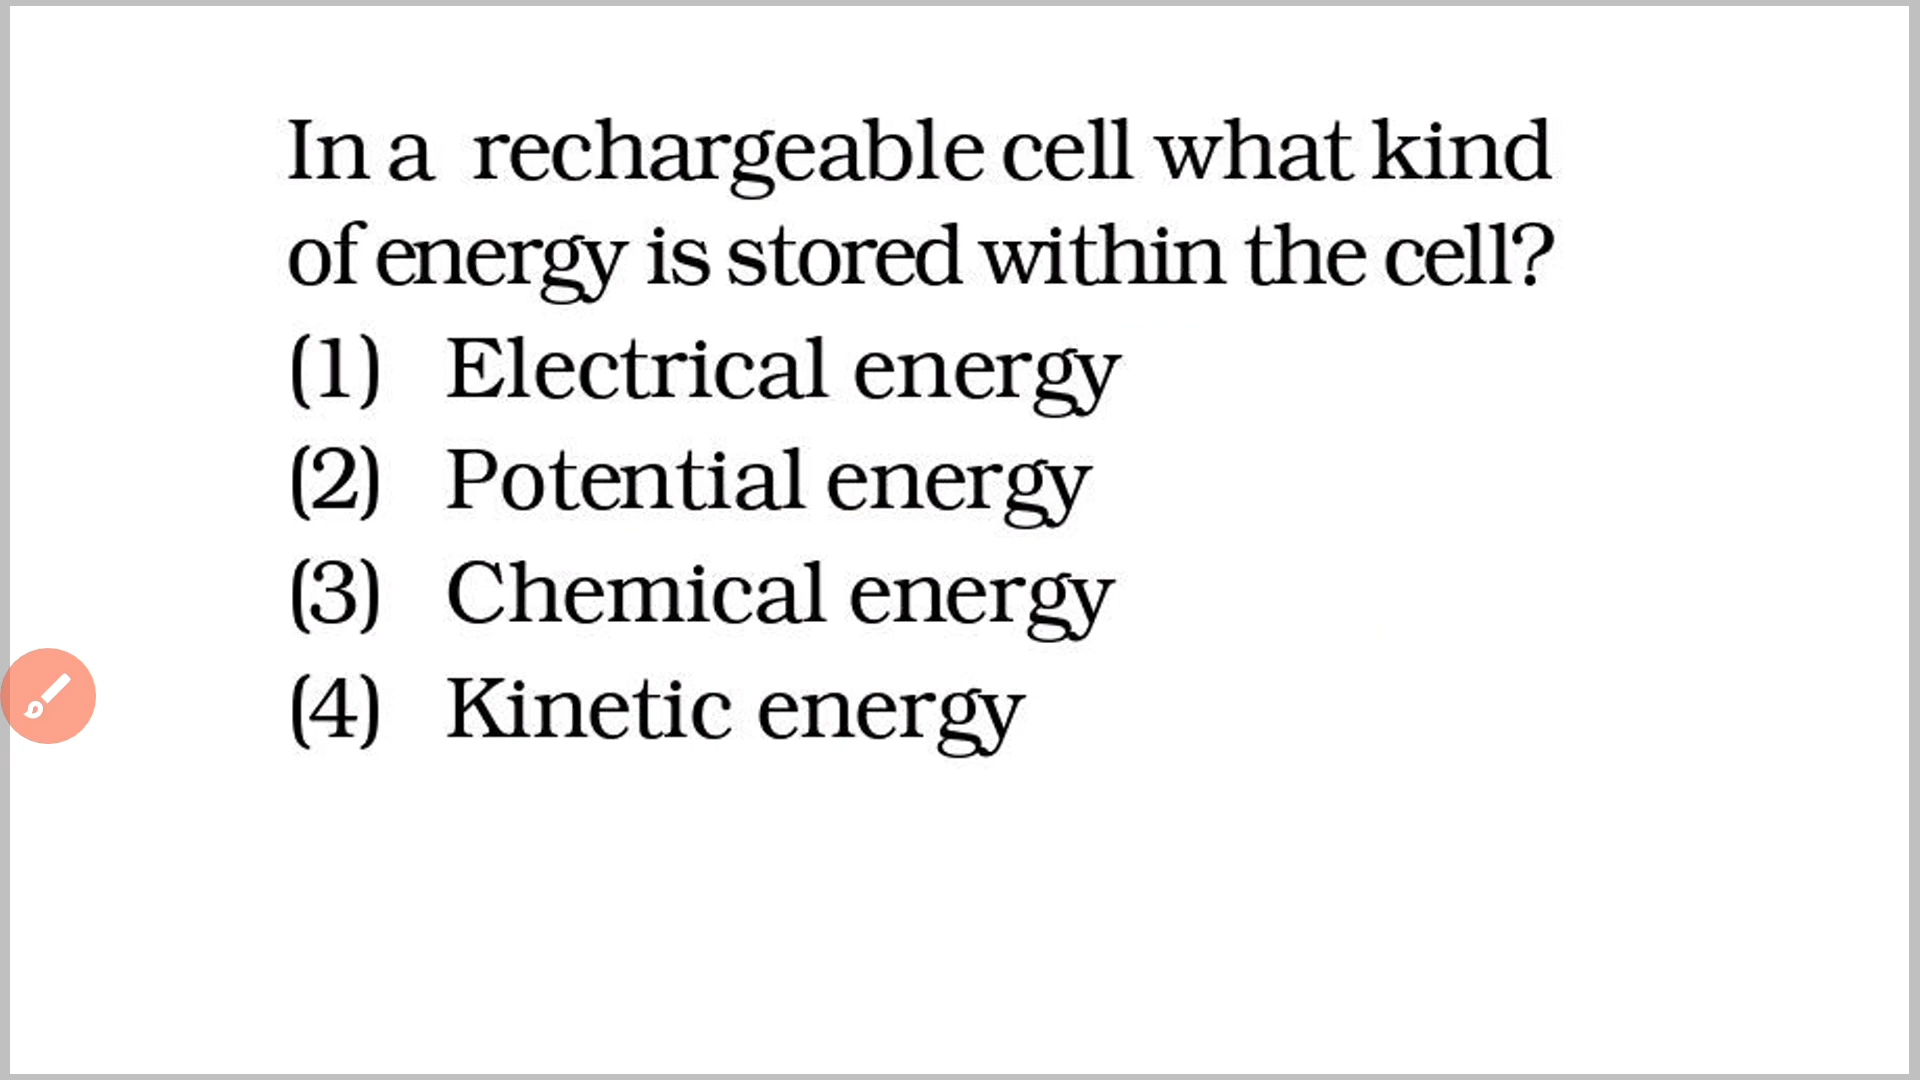 In a rechargeable cell what kind
of energy is stored within the cell?
(1) Electrical energy
(2) Potential energy
(3) Chemical energy
(4) Kinetic energy